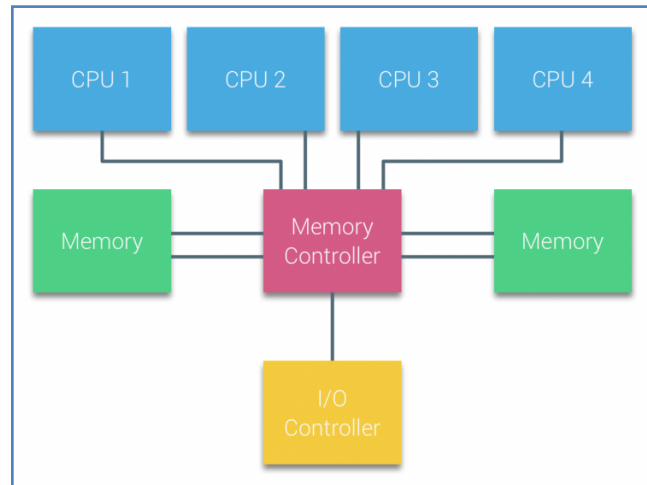 CPU 1
CPU 2
CPU 3
CPU 4
Memory
Memory
Controller
Memory
I/O
Controller